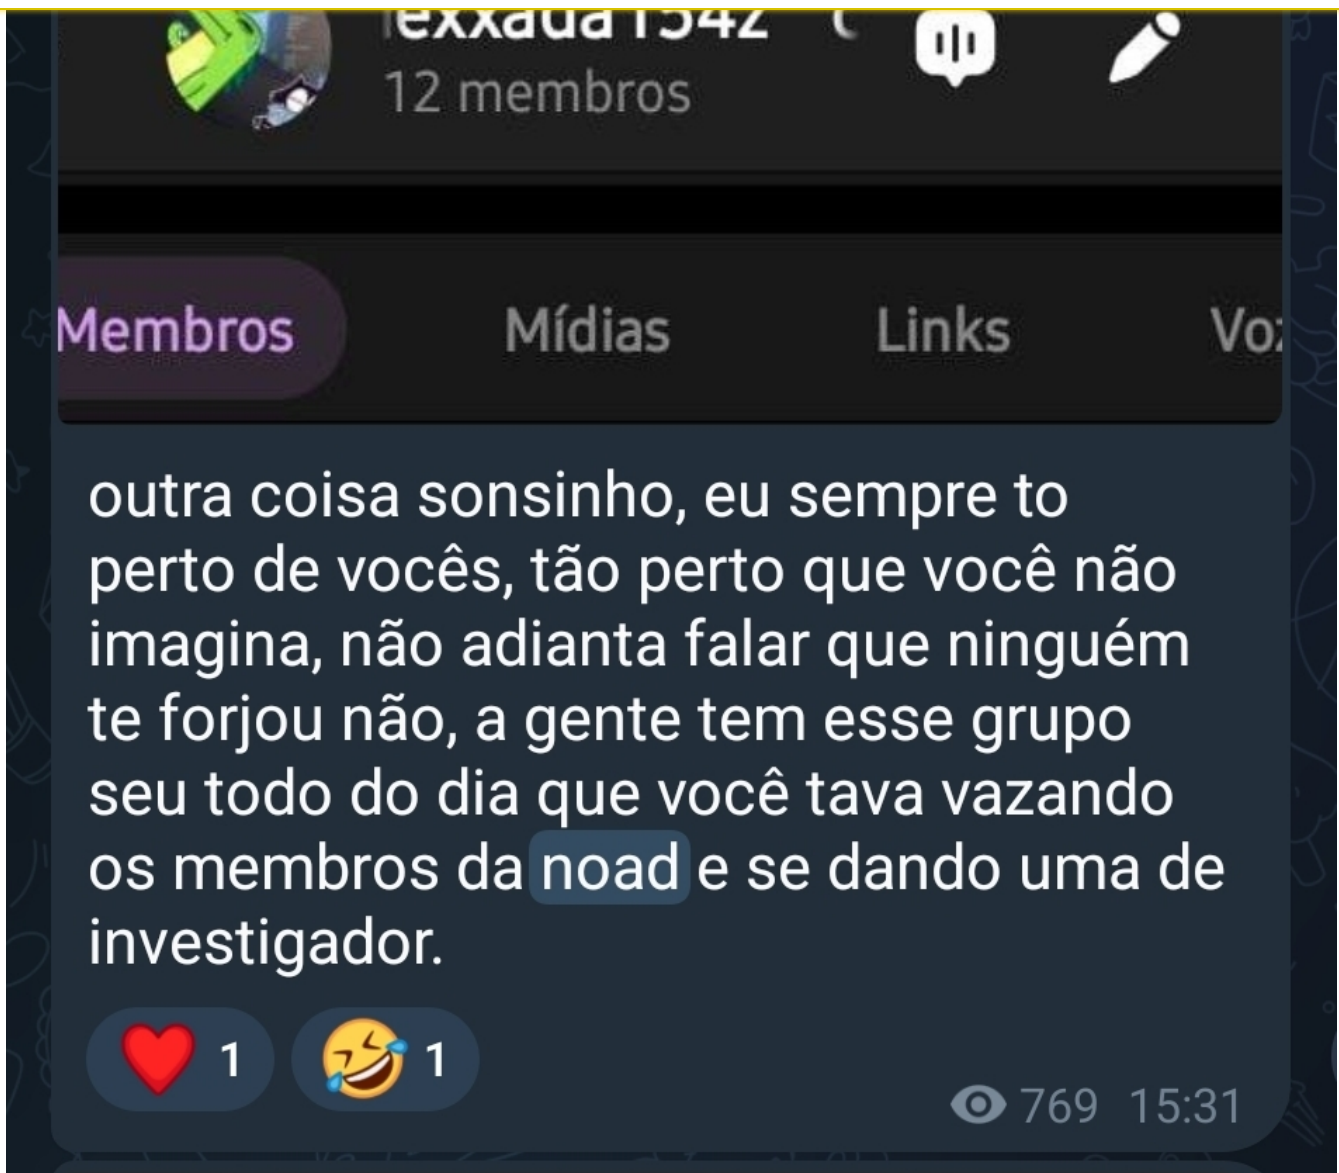 12 membros
Membros Mídias Links
outra coisa sonsinho, eu sempre to
perto de vocês, tão perto que você não
imagina, não adianta falar que ninguém
te forjou não, a gente tem esse grupo
seu todo do dia que você tava vazando
os membros da noad e se dando uma de
investigador.
1 1
769 15:31